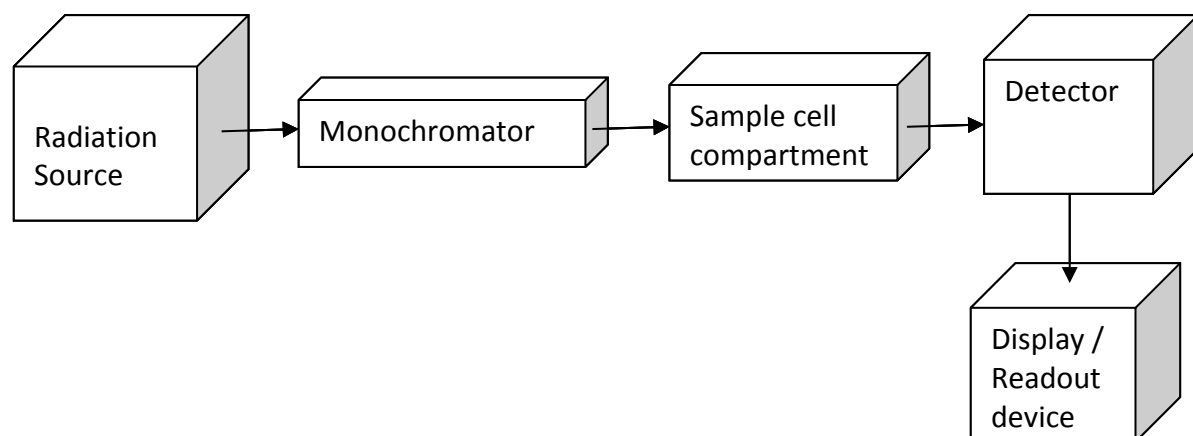 Radiation
Source
Monochromator
Sample cell
compartment
Detector
Display /
Readout
device